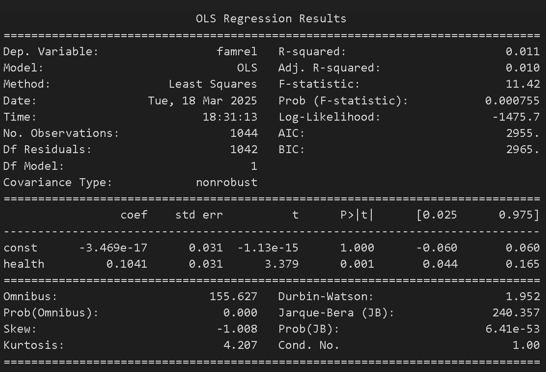 OLS Regression Results
==============================================================================
Dep. Variable: famrel R-squared: 0.011
Model: OLS Adj. R-squared: 0.010
Method: Least Squares F-statistic: 11.42
Date: Tue, 18 Mar 2025 Prob (F-statistic): 0.000755
Time: 18:31:13 Log-Likelihood: -1475.7
No. Observations: 1044 AIC: 2955.
Df Residuals: 1042 BIC: 2965.
Df Model: 1
Covariance Type: nonrobust
==============================================================================
coef std err t P>|t| [0.025 0.975]
------------------------------------------------------------------------------
const -3.469e-17 0.031 -1.13e-15 1.000 -0.060 0.060
health 0.1041 0.031 3.379 0.001 0.044 0.165
==============================================================================
Omnibus: 155.627 Durbin-Watson: 1.952
Prob(Omnibus): 0.000 Jarque-Bera (JB): 240.357
Skew: -1.008 Prob(JB): 6.41e-53
Kurtosis: 4.207 Cond. No. 1.00
==============================================================================